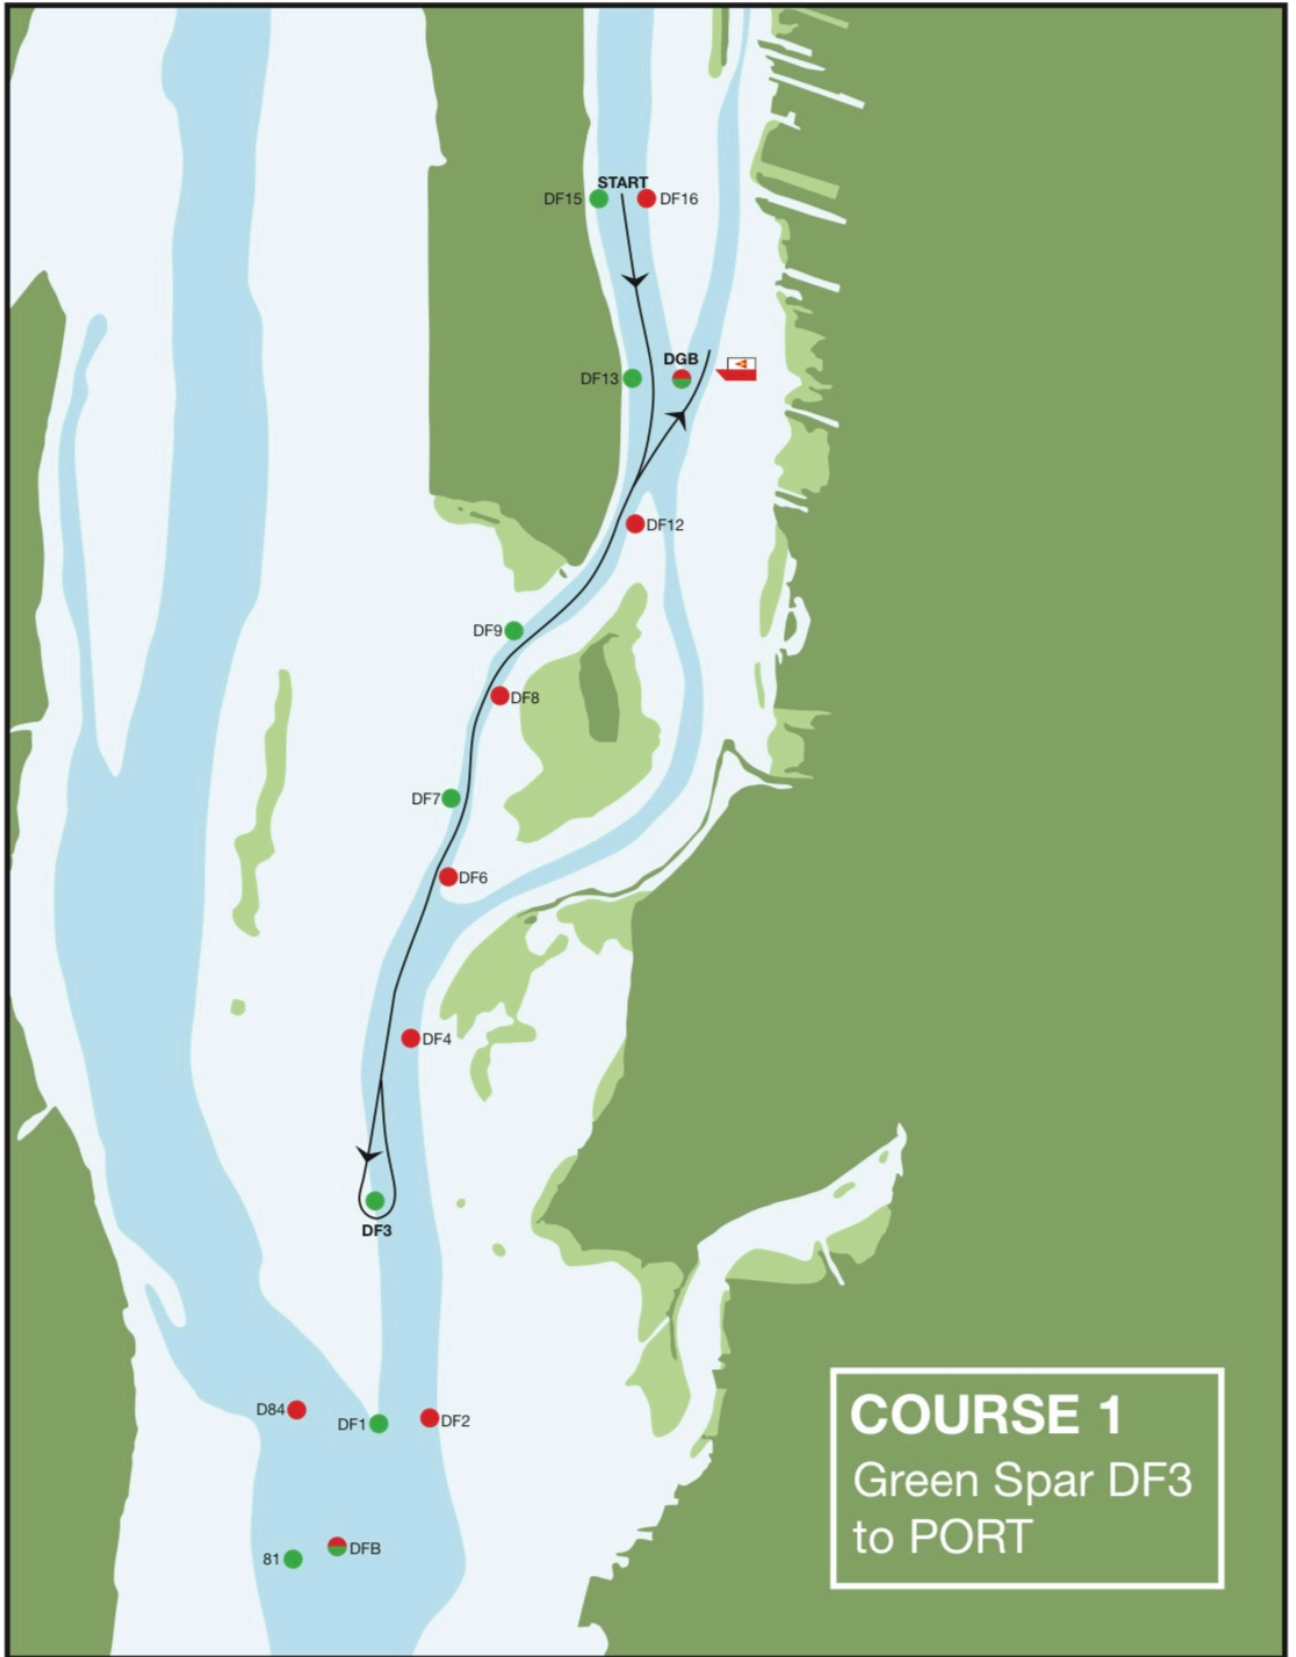 START
DF15
DF16
DGB
DF13
DF12
DF9
DF8
DF7
DF6
DF4
DF3
D84
DF1
DF2
DFB
81
COURSE 1
Green Spar DF3
to PORT